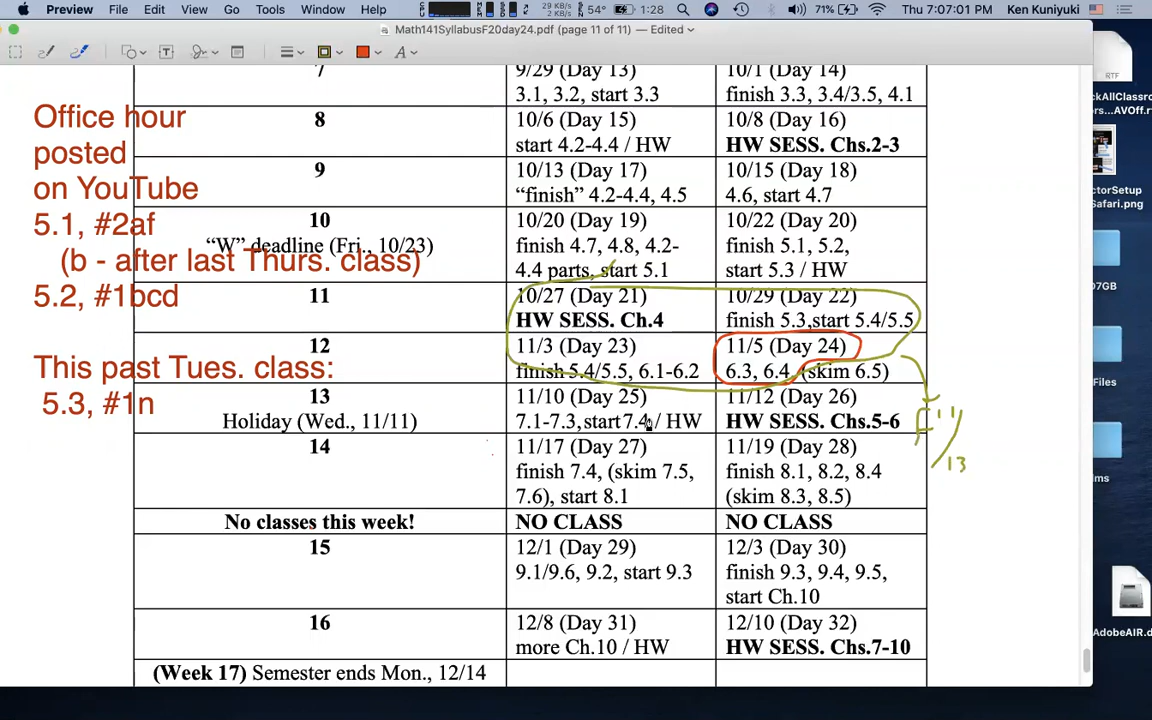 Preview File Edit View Go Tools Window Help 29 KB/s 2 KB/s 54° 1:28 71% Thu 7:07:01 PM Ken Kuniyuki
Math141SyllabusF20day24.pdf (page 11 of 11) — Edited
7 9/29 (Day 13) 10/1 (Day 14)
3.1, 3.2, start 3.3 finish 3.3, 3.4/3.5, 4.1
8 10/6 (Day 15) 10/8 (Day 16)
start 4.2-4.4 / HW HW SESS. Chs.2-3
9 10/13 (Day 17) 10/15 (Day 18)
“finish” 4.2-4.4, 4.5 4.6, start 4.7
10 10/20 (Day 19) 10/22 (Day 20)
“W” deadline (Fri., 10/23) finish 4.7, 4.8, 4.2- finish 5.1, 5.2,
4.4 parts, start 5.1 start 5.3 / HW
11 10/27 (Day 21) 10/29 (Day 22)
HW SESS. Ch.4 finish 5.3,start 5.4/5.5
12 11/3 (Day 23) 11/5 (Day 24)
finish 5.4/5.5, 6.1-6.2 6.3, 6.4, (skim 6.5)
13 11/10 (Day 25) 11/12 (Day 26)
Holiday (Wed., 11/11) 7.1-7.3,start 7.4 / HW HW SESS. Chs.5-6
14 11/17 (Day 27) 11/19 (Day 28)
finish 7.4, (skim 7.5, finish 8.1, 8.2, 8.4
7.6), start 8.1 (skim 8.3, 8.5)
No classes this week! NO CLASS NO CLASS
15 12/1 (Day 29) 12/3 (Day 30)
9.1/9.6, 9.2, start 9.3 finish 9.3, 9.4, 9.5,
start Ch.10
16 12/8 (Day 31) 12/10 (Day 32)
more Ch.10 / HW HW SESS. Chs.7-10
(Week 17) Semester ends Mon., 12/14
Office hour
posted
on YouTube
5.1, #2af
(b - after last Thurs. class)
5.2, #1bcd
This past Tues. class:
5.3, #1n
F 11/13
RTF
AVOff.r
Safari.png
D7GB
Files
AdobeAIR.d